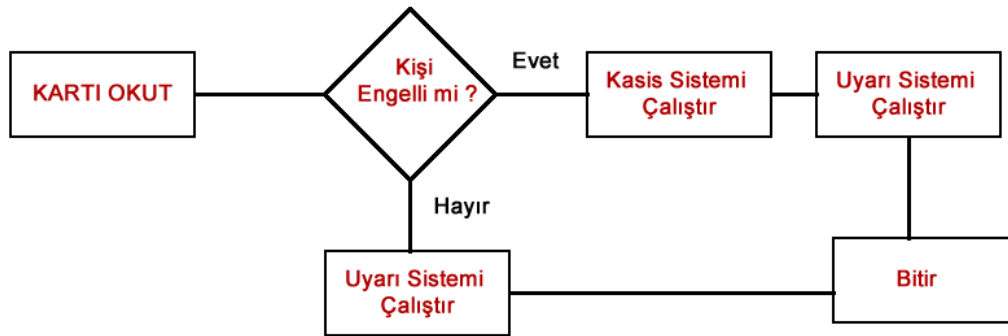 KARTI OKUT
Kişi
Engelli mi ?
Evet
Kasis Sistemi
Çalıştır
Uyarı Sistemi
Çalıştır
Hayır
Uyarı Sistemi
Çalıştır
Bitir